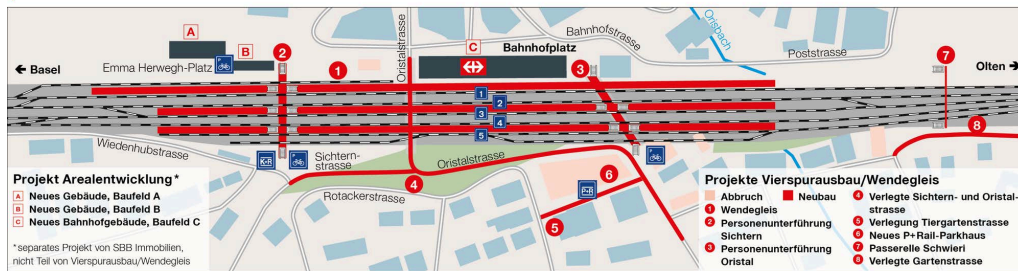 A
B
2
1
C
Oristalstrasse
Bahnhofstrasse
Orisbach
Bahnhofplatz
3
Poststrasse
7
← Basel
Emma Herwegh-Platz
Olten →
1
2
3
4
5
8
Wiedenhubstrasse
K+R
Sichtern-
strasse
Oristalstrasse
4
Rotackerstrasse
6
P+R
5
Projekt Arealentwicklung*
A Neues Gebäude, Baufeld A
B Neues Gebäude, Baufeld B
C Neues Bahnhofgebäude, Baufeld C
*separates Projekt von SBB Immobilien,
nicht Teil von Vierspurausbau/Wendegleis
Projekte Vierspurausbau/Wendegleis
Abbruch Neubau
1 Wendegleis
2 Personenunterführung
Sichtern
3 Personenunterführung
Oristal
4 Verlegte Sichtern- und Oristal-
strasse
5 Verlegung Tiergartenstrasse
6 Neues P+Rail-Parkhaus
7 Passerelle Schwieri
8 Verlegte Gartenstrasse